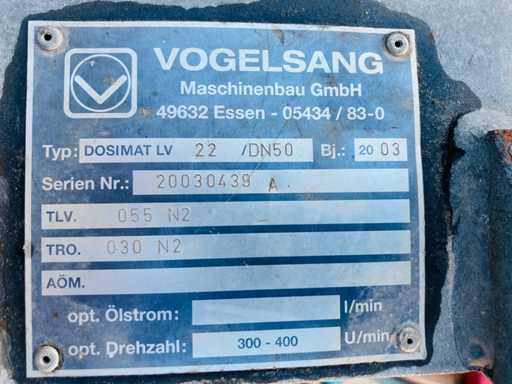 VOGELSANG
Maschinenbau GmbH
49632 Essen - 05434 / 83-0
Typ: DOSIMAT LV 22 /DN50 Bj.: 20 03
Serien Nr.: 20030439 A
TLV. 055 N2
TRO. 030 N2
AÖM.
opt. Ölstrom: l/min
opt. Drehzahl: 300 - 400 U/min